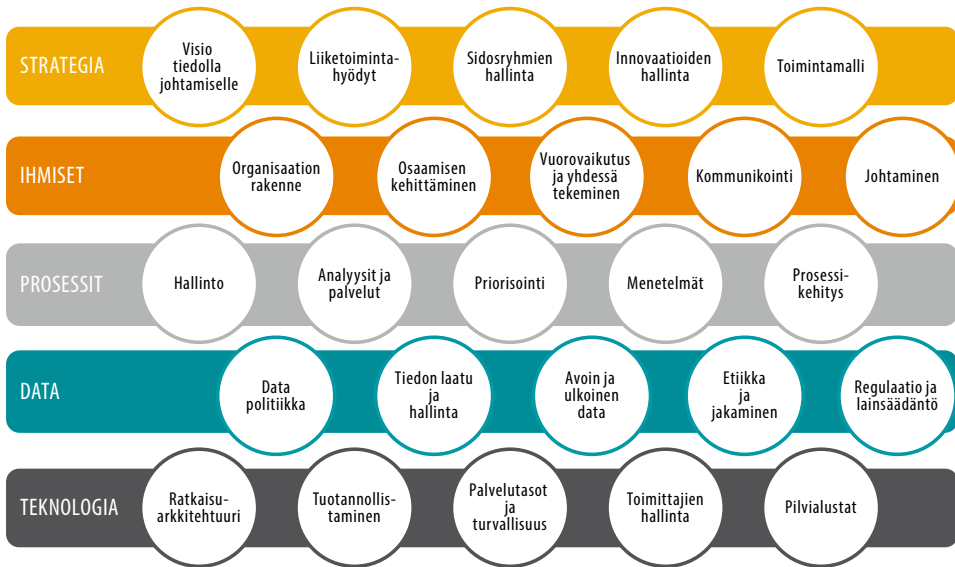 STRATEGIA
Visio
tiedolla
johtamiselle
Liiketoiminta-
hyödyt
Sidosryhmien
hallinta
Innovaatioiden
hallinta
Toimintamalli
IHMISET
Organisaation
rakenne
Osaamisen
kehittäminen
Vuorovaikutus
ja yhdessä
tekeminen
Kommunikointi
Johtaminen
PROSESSIT
Hallinto
Analyysit ja
palvelut
Priorisointi
Menetelmät
Prosessi-
kehitys
DATA
Data
politiikka
Tiedon laatu
ja
hallinta
Avoin ja
ulkoinen
data
Etiikka
ja
jakaminen
Regulaatio ja
lainsäädäntö
TEKNOLOGIA
Ratkaisu-
arkkitehtuuri
Tuotannollis-
taminen
Palvelutasot
ja
turvallisuus
Toimittajien
hallinta
Pilvialustat